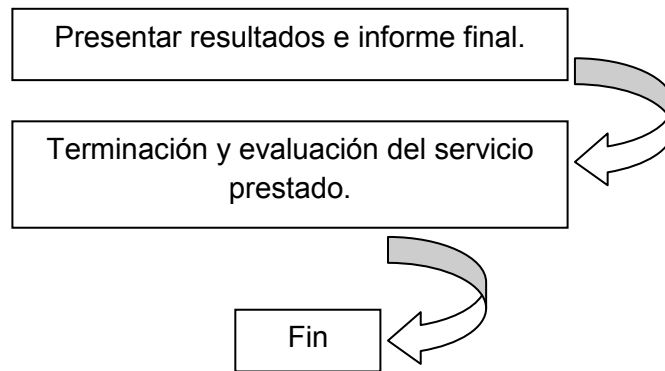 Presentar resultados e informe final.
Terminación y evaluación del servicio
prestado.
Fin